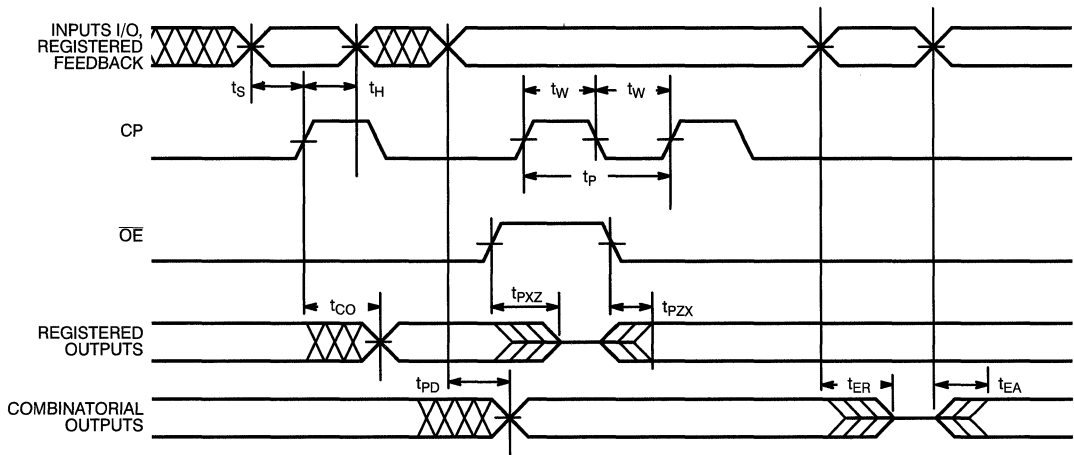 INPUTS I/O,
REGISTERED
FEEDBACK
tS
tH
tW
tW
CP
tP
OE
tCO
tPXZ
tPZX
REGISTERED
OUTPUTS
tPD
tER
tEA
COMBINATORIAL
OUTPUTS